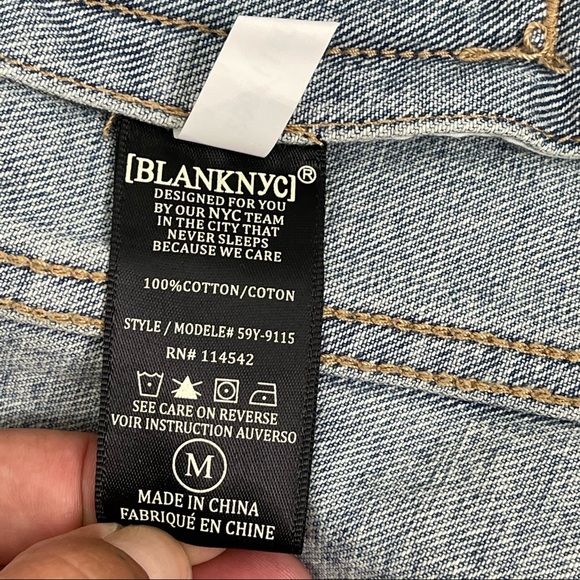 [BLANKNYC]®
DESIGNED FOR YOU
BY OUR NYC TEAM
IN THE CITY THAT
NEVER SLEEPS
BECAUSE WE CARE
100%COTTON/COTON
STYLE / MODELE# 59Y-9115
RN# 114542
SEE CARE ON REVERSE
VOIR INSTRUCTION AUVERSO
M
MADE IN CHINA
FABRIQUÉ EN CHINE